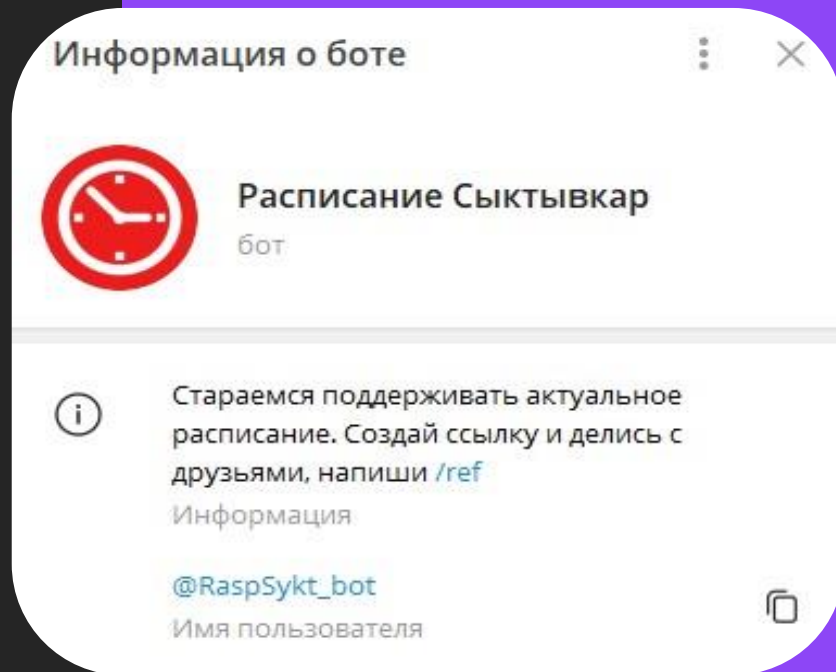 Информация о боте
Расписание Сыктывкар
бот
Стараемся поддерживать актуальное
расписание. Создай ссылку и делись с
друзьями, напиши /ref
Информация
@RaspSykt_bot
Имя пользователя